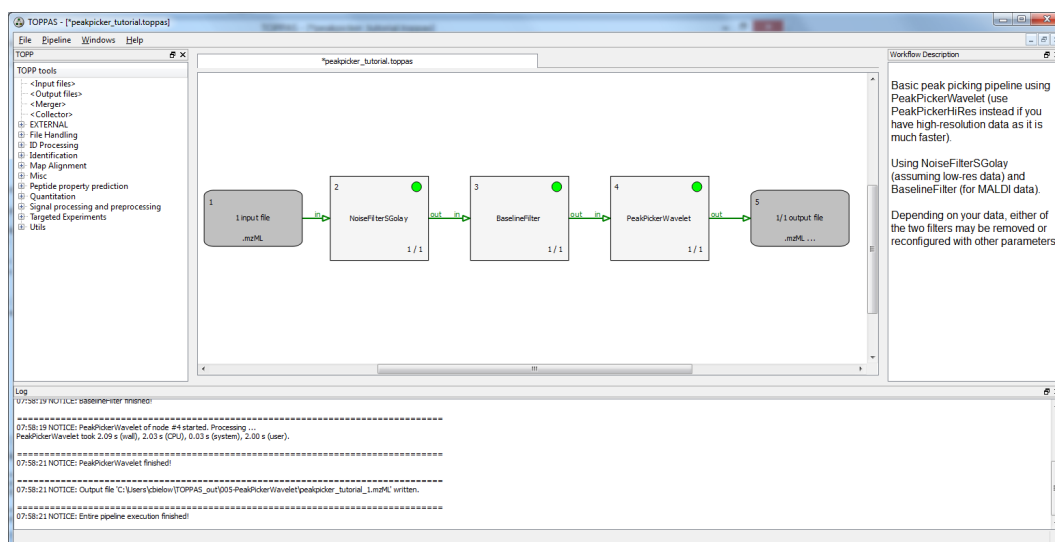 TOPPAS - [*peakpicker_tutorial.toppas]
File Pipeline Windows Help
TOPP
*peakpicker_tutorial.toppas
Workflow Description
TOPP tools
<Input files>
<Output files>
<Merger>
<Collector>
EXTERNAL
File Handling
ID Processing
Identification
Map Alignment
Misc
Peptide property prediction
Quantitation
Signal processing and preprocessing
Targeted Experiments
Utils
1
1 input file
.mzML
in
2
NoiseFilterSGolay
1 / 1
out in
3
BaselineFilter
1 / 1
out in
4
PeakPickerWavelet
1 / 1
out
5
1/1 output file
.mzML ...
Basic peak picking pipeline using
PeakPickerWavelet (use
PeakPickerHiRes instead if you
have high-resolution data as it is
much faster).
Using NoiseFilterSGolay
(assuming low-res data) and
BaselineFilter (for MALDI data).
Depending on your data, either of
the two filters may be removed or
reconfigured with other parameters
Log
07:58:19 NOTICE: BaselineFilter finished!
==============================================================================
07:58:19 NOTICE: PeakPickerWavelet of node #4 started. Processing ...
PeakPickerWavelet took 2.09 s (wall), 2.03 s (CPU), 0.03 s (system), 2.00 s (user).
==============================================================================
07:58:21 NOTICE: PeakPickerWavelet finished!
==============================================================================
07:58:21 NOTICE: Output file 'C:\Users\cbielow\TOPPAS_out\005-PeakPickerWavelet\peakpicker_tutorial_1.mzML' written.
==============================================================================
07:58:21 NOTICE: Entire pipeline execution finished!